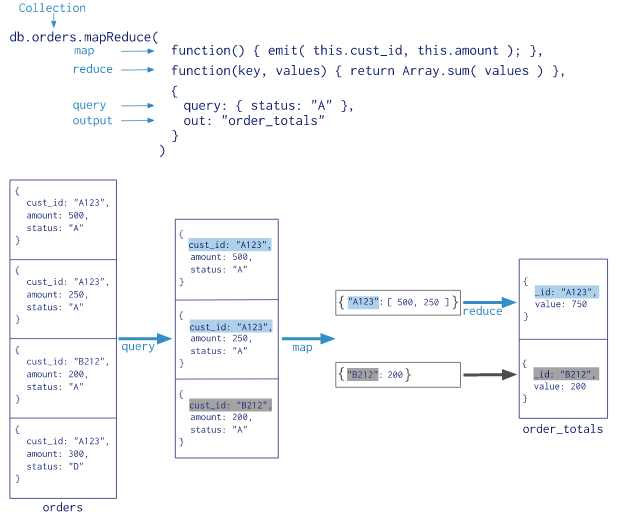 Collection
db.orders.mapReduce(
map function() { emit( this.cust_id, this.amount ); },
reduce function(key, values) { return Array.sum( values ) },
{
query query: { status: "A" },
output out: "order_totals"
}
)
{
cust_id: "A123",
amount: 500,
status: "A"
}
{
cust_id: "A123",
amount: 250,
status: "A"
}
{
cust_id: "B212",
amount: 200,
status: "A"
}
{
cust_id: "A123",
amount: 300,
status: "D"
}
orders
query
{
cust_id: "A123",
amount: 500,
status: "A"
}
{
cust_id: "A123",
amount: 250,
status: "A"
}
{
cust_id: "B212",
amount: 200,
status: "A"
}
map
{"A123": [ 500, 250 ]}
{"B212": 200}
reduce
{
_id: "A123",
value: 750
}
{
_id: "B212",
value: 200
}
order_totals